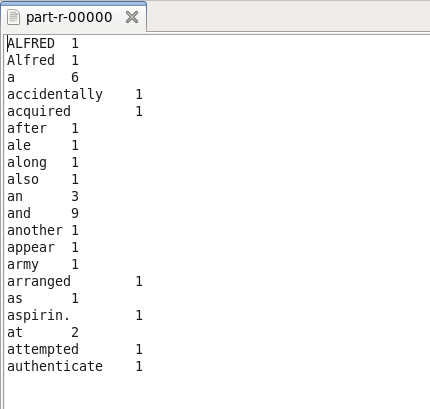 part-r-00000
ALFRED 1
Alfred 1
a 6
accidentally 1
acquired 1
after 1
ale 1
along 1
also 1
an 3
and 9
another 1
appear 1
army 1
arranged 1
as 1
aspirin. 1
at 2
attempted 1
authenticate 1